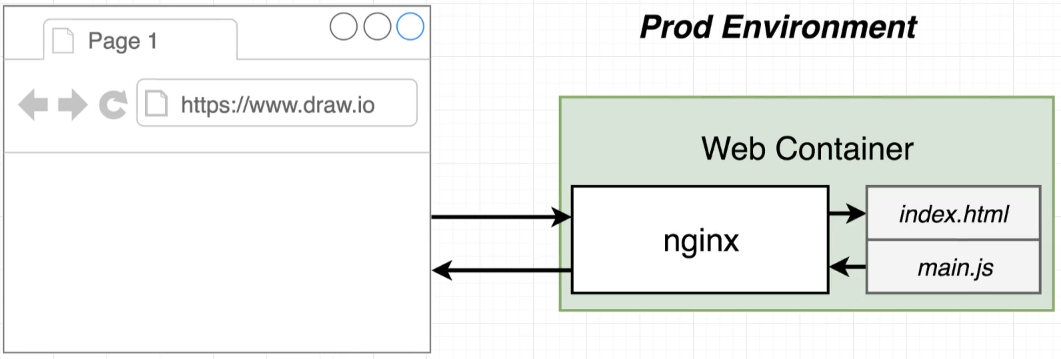 Page 1
https://www.draw.io
Prod Environment
Web Container
nginx
index.html
main.js